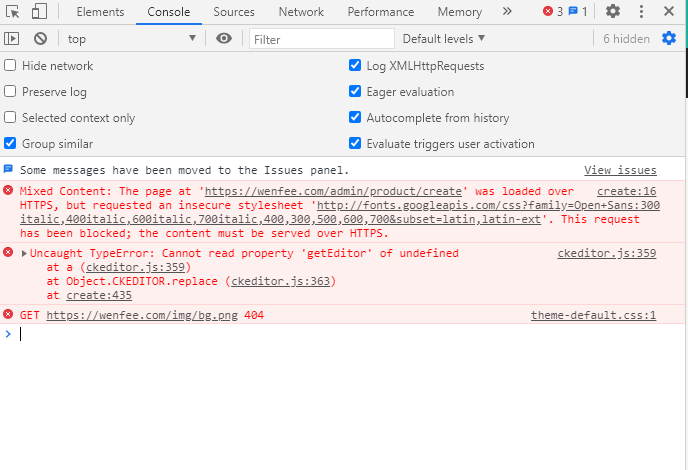 Elements Console Sources Network Performance Memory » 3 1
top Filter Default levels 6 hidden
Hide network Log XMLHttpRequests
Preserve log Eager evaluation
Selected context only Autocomplete from history
Group similar Evaluate triggers user activation
Some messages have been moved to the Issues panel. View issues
Mixed Content: The page at 'https://wenfee.com/admin/product/create' was loaded over create:16
HTTPS, but requested an insecure stylesheet 'http://fonts.googleapis.com/css?family=Open+Sans:300
italic,400italic,600italic,700italic,400,300,500,600,700&subset=latin,latin-ext'. This request
has been blocked; the content must be served over HTTPS.
Uncaught TypeError: Cannot read property 'getEditor' of undefined ckeditor.js:359
at a (ckeditor.js:359)
at Object.CKEDITOR.replace (ckeditor.js:363)
at create:435
GET https://wenfee.com/img/bg.png 404 theme-default.css:1